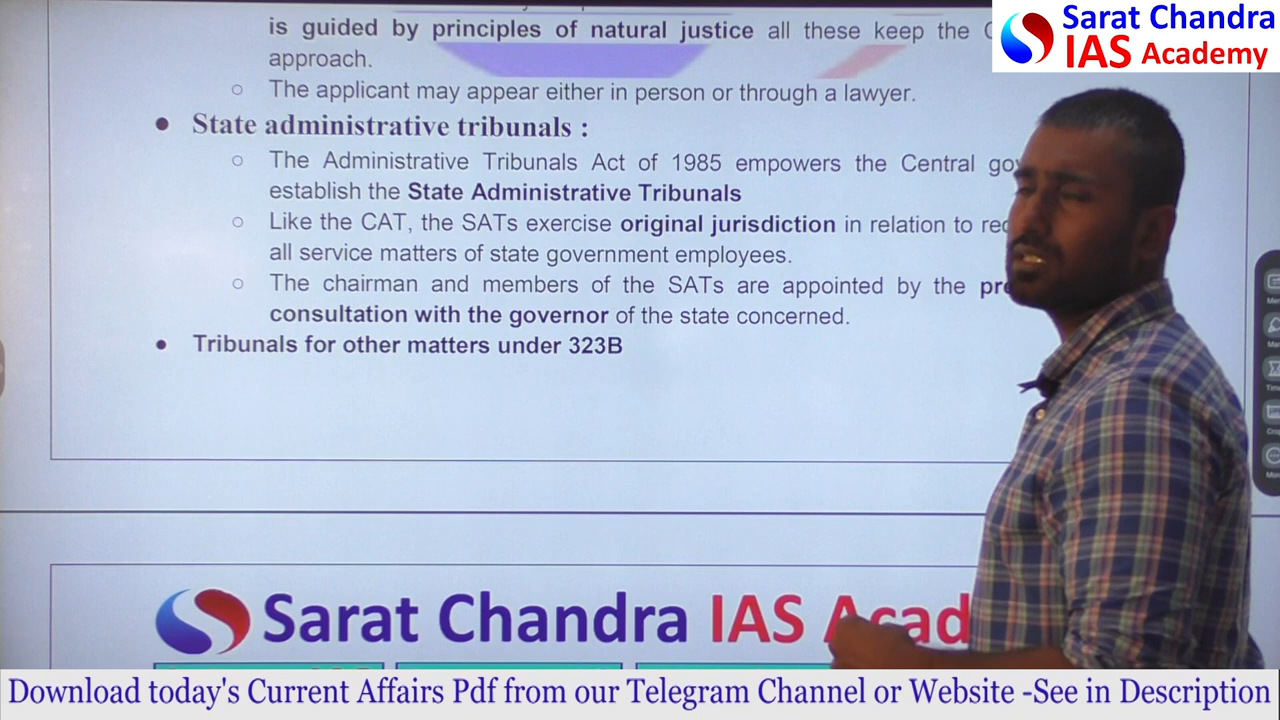 is guided by principles of natural justice all these keep the
approach.
○ The applicant may appear either in person or through a lawyer.
● State administrative tribunals :
○ The Administrative Tribunals Act of 1985 empowers the Central
establish the State Administrative Tribunals
○ Like the CAT, the SATs exercise original jurisdiction in relation to
all service matters of state government employees.
○ The chairman and members of the SATs are appointed by the
consultation with the governor of the state concerned.
● Tribunals for other matters under 323B
Sarat Chandra IAS Acad
Sarat Chandra
IAS Academy
Download today's Current Affairs Pdf from our Telegram Channel or Website -See in Description